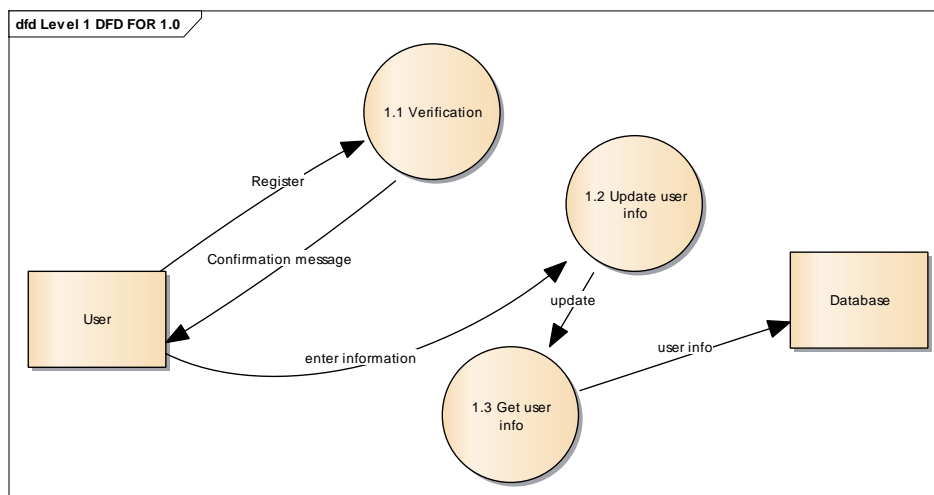 dfd Level 1 DFD FOR 1.0
1.1 Verification
Register
1.2 Update user
info
Confirmation message
Database
update
User
user info
enter information
1.3 Get user
info